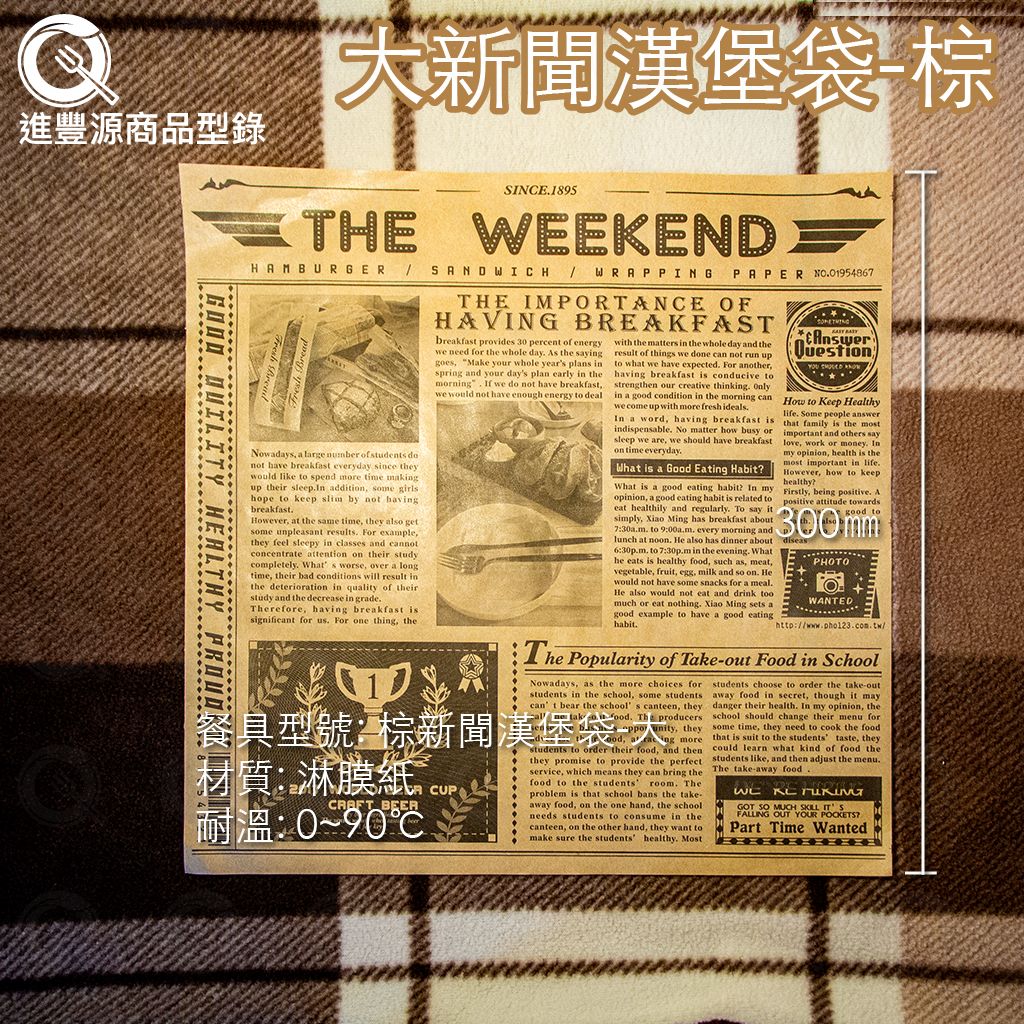 大新聞漢堡袋-棕
進豐源商品型錄
SINCE.1895
THE WEEKEND
HAMBURGER / SANDWICH / WRAPPING PAPER NO.01954867
THE IMPORTANCE OF
HAVING BREAKFAST
Fresh Bread
Fresh Bread
Nowadays, a large number of students do
not have breakfast everyday since they
would like to spend more time making
up their sleep.In addition, some girls
hope to keep slim by not having
breakfast.
However, at the same time, they also get
some unpleasant results. For example,
they feel sleepy in classes and cannot
concentrate attention on their study
completely. What's worse, over a long
time, their bad conditions will result in
the deterioration in quality of their
study and the decrease in grade.
Therefore, having breakfast is
significant for us. For one thing, the
Breakfast provides 30 percent of energy
we need for the whole day. As the saying
goes, "Make your whole year's plans in
spring and your day's plan early in the
morning". If we do not have breakfast,
we would not have enough energy to deal
with the matters in the whole day and the
result of things we done can not run up
to what we have expected. For another,
having breakfast is conducive to
strengthen our creative thinking. Only
in a good condition in the morning can
we come up with more fresh ideals.
In a word, having breakfast is
indispensable. No matter how busy or
sleep we are, we should have breakfast
on time everyday.
What is a Good Eating Habit?
What is a good eating habit? In my
opinion, a good eating habit is related to
eat healthily and regularly. To say it
simply, Xiao Ming has breakfast about
7:30a.m. to 9:00a.m. every morning and
lunch at noon. He also has dinner about
6:30p.m. to 7:30p.m in the evening. What
he eats is healthy food, such as, meat,
vegetable, fruit, egg, milk and so on. He
would not have some snacks for a meal.
He also would not eat and drink too
much or eat nothing. Xiao Ming sets a
good example to have a good eating
habit.
SOMETHING
EASY BABY
&Answer
Question
YOU SHOULD KNOW
How to Keep Healthy
life. Some people answer
that family is the most
important and others say
love, work or money. In
my opinion, health is the
most important in life.
However, how to keep
healthy?
Firstly, being positive. A
positive attitude towards
good to
300mm
PHOTO
WANTED
http://www.pho123.com.tw/
The Popularity of Take-out Food in School
Nowadays, as the more choices for
students in the school, some students
can't bear the school's canteen, they
students to order their food, and then
they promise to provide the perfect
service, which means they can bring the
food to the students' room. The
problem is that school bans the take-
away food, on the one hand, the school
needs students to consume in the
canteen, on the other hand, they want to
make sure the students' healthy. Most
students choose to order the take-out
away food in secret, though it may
danger their health. In my opinion, the
school should change their menu for
some time, they need to cook the food
that is suit to the students' taste, they
could learn what kind of food the
students like, and then adjust the menu.
The take-away food .
WE'RE HIRING
GOT SO MUCH SKILL IT'S
FALLING OUT YOUR POCKETS?
Part Time Wanted
1
CUP
CRAFT BEER
餐具型號: 棕新聞漢堡袋-大
材質: 淋膜紙
耐溫: 0~90℃